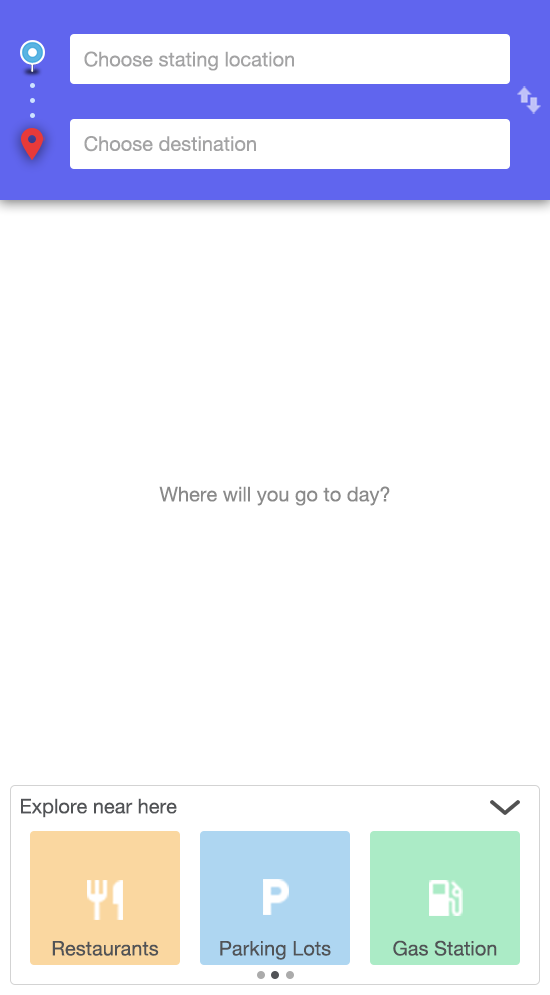 Choose stating location
Choose destination
Where will you go to day?
Explore near here
P
Restaurants
Parking Lots
Gas Station